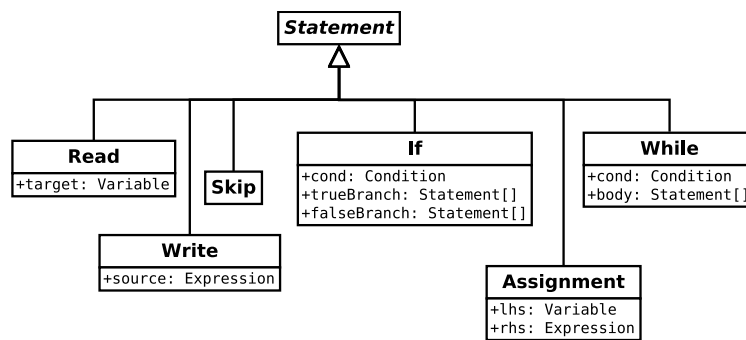 Statement
Read
+target: Variable
Write
+source: Expression
Skip
If
+cond: Condition
+trueBranch: Statement[]
+falseBranch: Statement[]
Assignment
+lhs: Variable
+rhs: Expression
While
+cond: Condition
+body: Statement[]